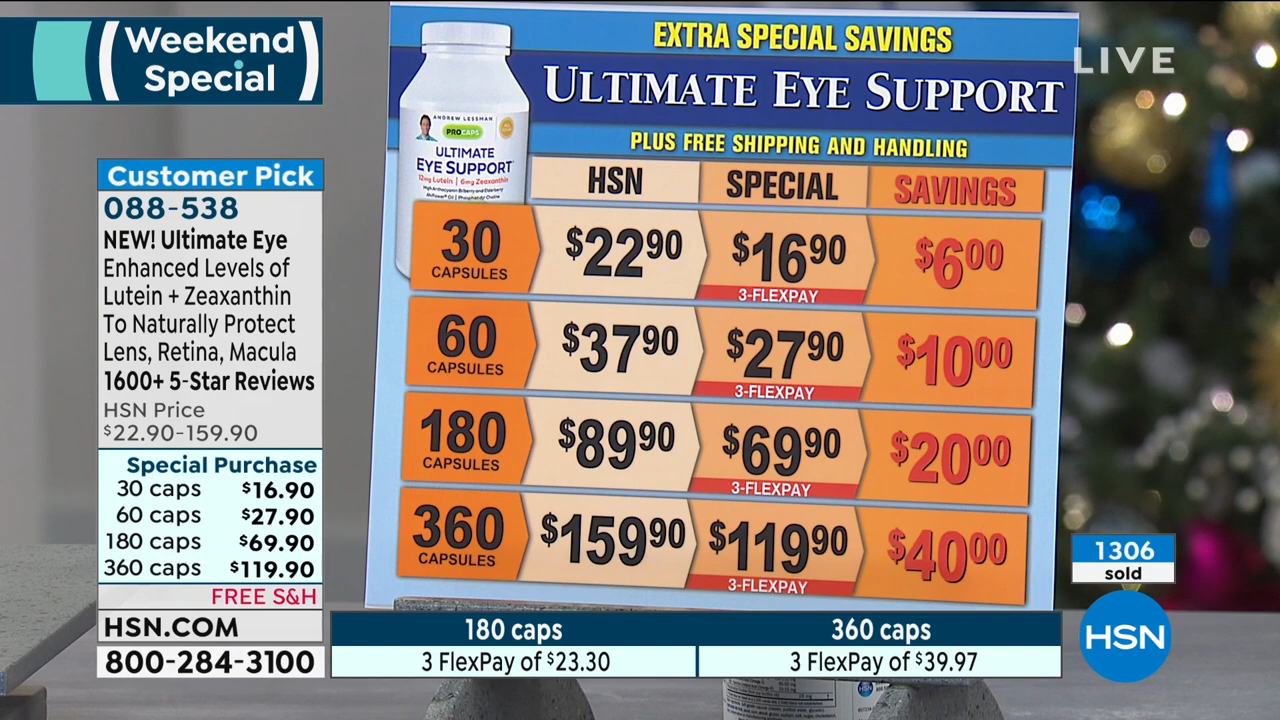 (Weekend
Special)
Customer Pick
088-538
NEW! Ultimate Eye
Enhanced Levels of
Lutein + Zeaxanthin
To Naturally Protect
Lens, Retina, Macula
1600+ 5-Star Reviews
HSN Price
$22.90-159.90
Special Purchase
30 caps $16.90
60 caps $27.90
180 caps $69.90
360 caps $119.90
FREE S&H
HSN.COM
800-284-3100
EXTRA SPECIAL SAVINGS
ULTIMATE EYE SUPPORT
PLUS FREE SHIPPING AND HANDLING
ANDREW LESSMAN
PROCAPS
ULTIMATE
EYE SUPPORT
12mg Lutein | 6mg Zeaxanthin
HSN SPECIAL SAVINGS
30 CAPSULES $22.90 $16.90 $6.00
3-FLEXPAY
60 CAPSULES $37.90 $27.90 $10.00
3-FLEXPAY
180 CAPSULES $89.90 $69.90 $20.00
3-FLEXPAY
360 CAPSULES $159.90 $119.90 $40.00
3-FLEXPAY
LIVE
1306
sold
HSN
180 caps 360 caps
3 FlexPay of $23.30 3 FlexPay of $39.97
HSN